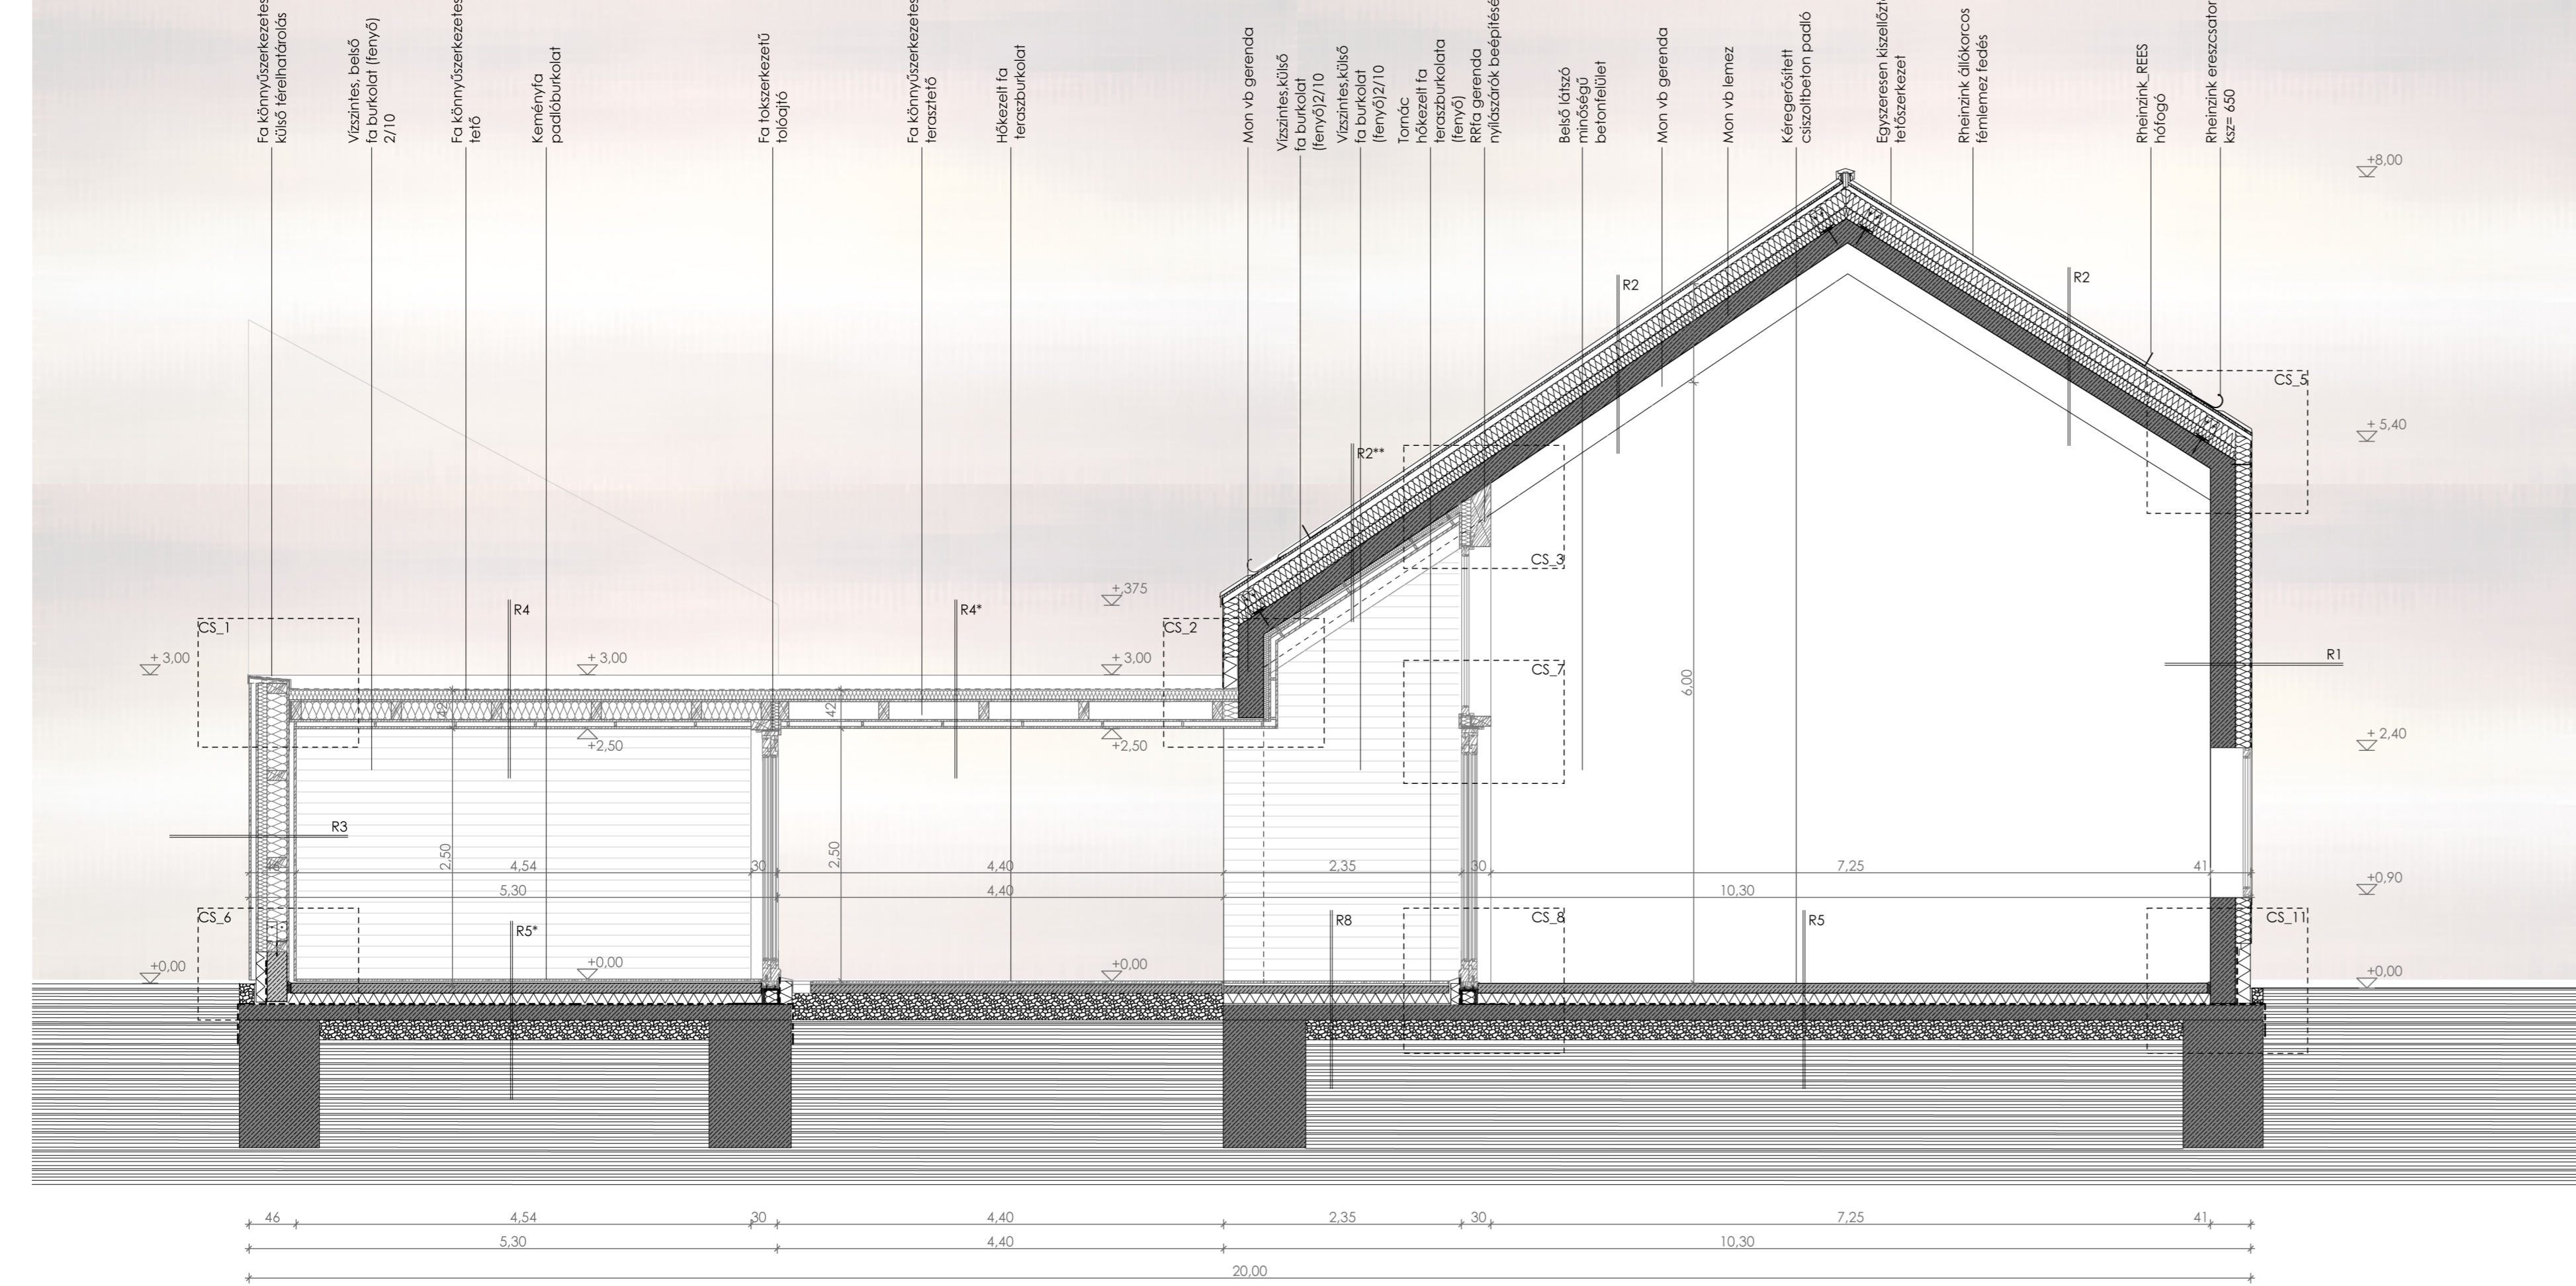 Fa könnyűszerkezetes
külső térelhatárolás
Vízszintes, belső
fa burkolat (fenyő)
2/10
Fa könnyűszerkezetes
tető
Keményfa
padlóburkolat
Fa tokszerkezetű
tolóajtó
Fa könnyűszerkezetes
terasztető
Hőkezelt fa
teraszburkolat
Mon vb gerenda
Vízszintes,külső
fa burkolat
(fenyő)2/10
Vízszintes,külső
fa burkolat
(fenyő)2/10
Tornác
hőkezelt fa
teraszburkolata
(fenyő)
RRfa gerenda
nyílászárók
Belső látszó
minőségű
betonfelület
Mon vb gerenda
Mon vb lemez
Kéregerősített
csiszoltbeton padló
Egyszeresen
tetőszerkezet
Rheinzink állókorcos
fémlemez fedés
Rheinzink_REES
hófogó
Rheinzink
ksz= 650
+8,00
R2
R2
CS_5
+ 5,40
R2**
CS_3
+,375
R4
R4*
CS_1
CS_2
+ 3,00
+ 3,00
+ 3,00
R1
CS_7
6,00
42
42
+2,50
+2,50
+ 2,40
R3
2,50
2,50
46
4,54
30
4,40
2,35
30
7,25
41
+0,90
5,30
4,40
10,30
CS_6
R5*
R8
CS_8
R5
CS_11
+0,00
+0,00
+0,00
+0,00
46
4,54
30
4,40
2,35
30
7,25
41
5,30
4,40
10,30
20,00